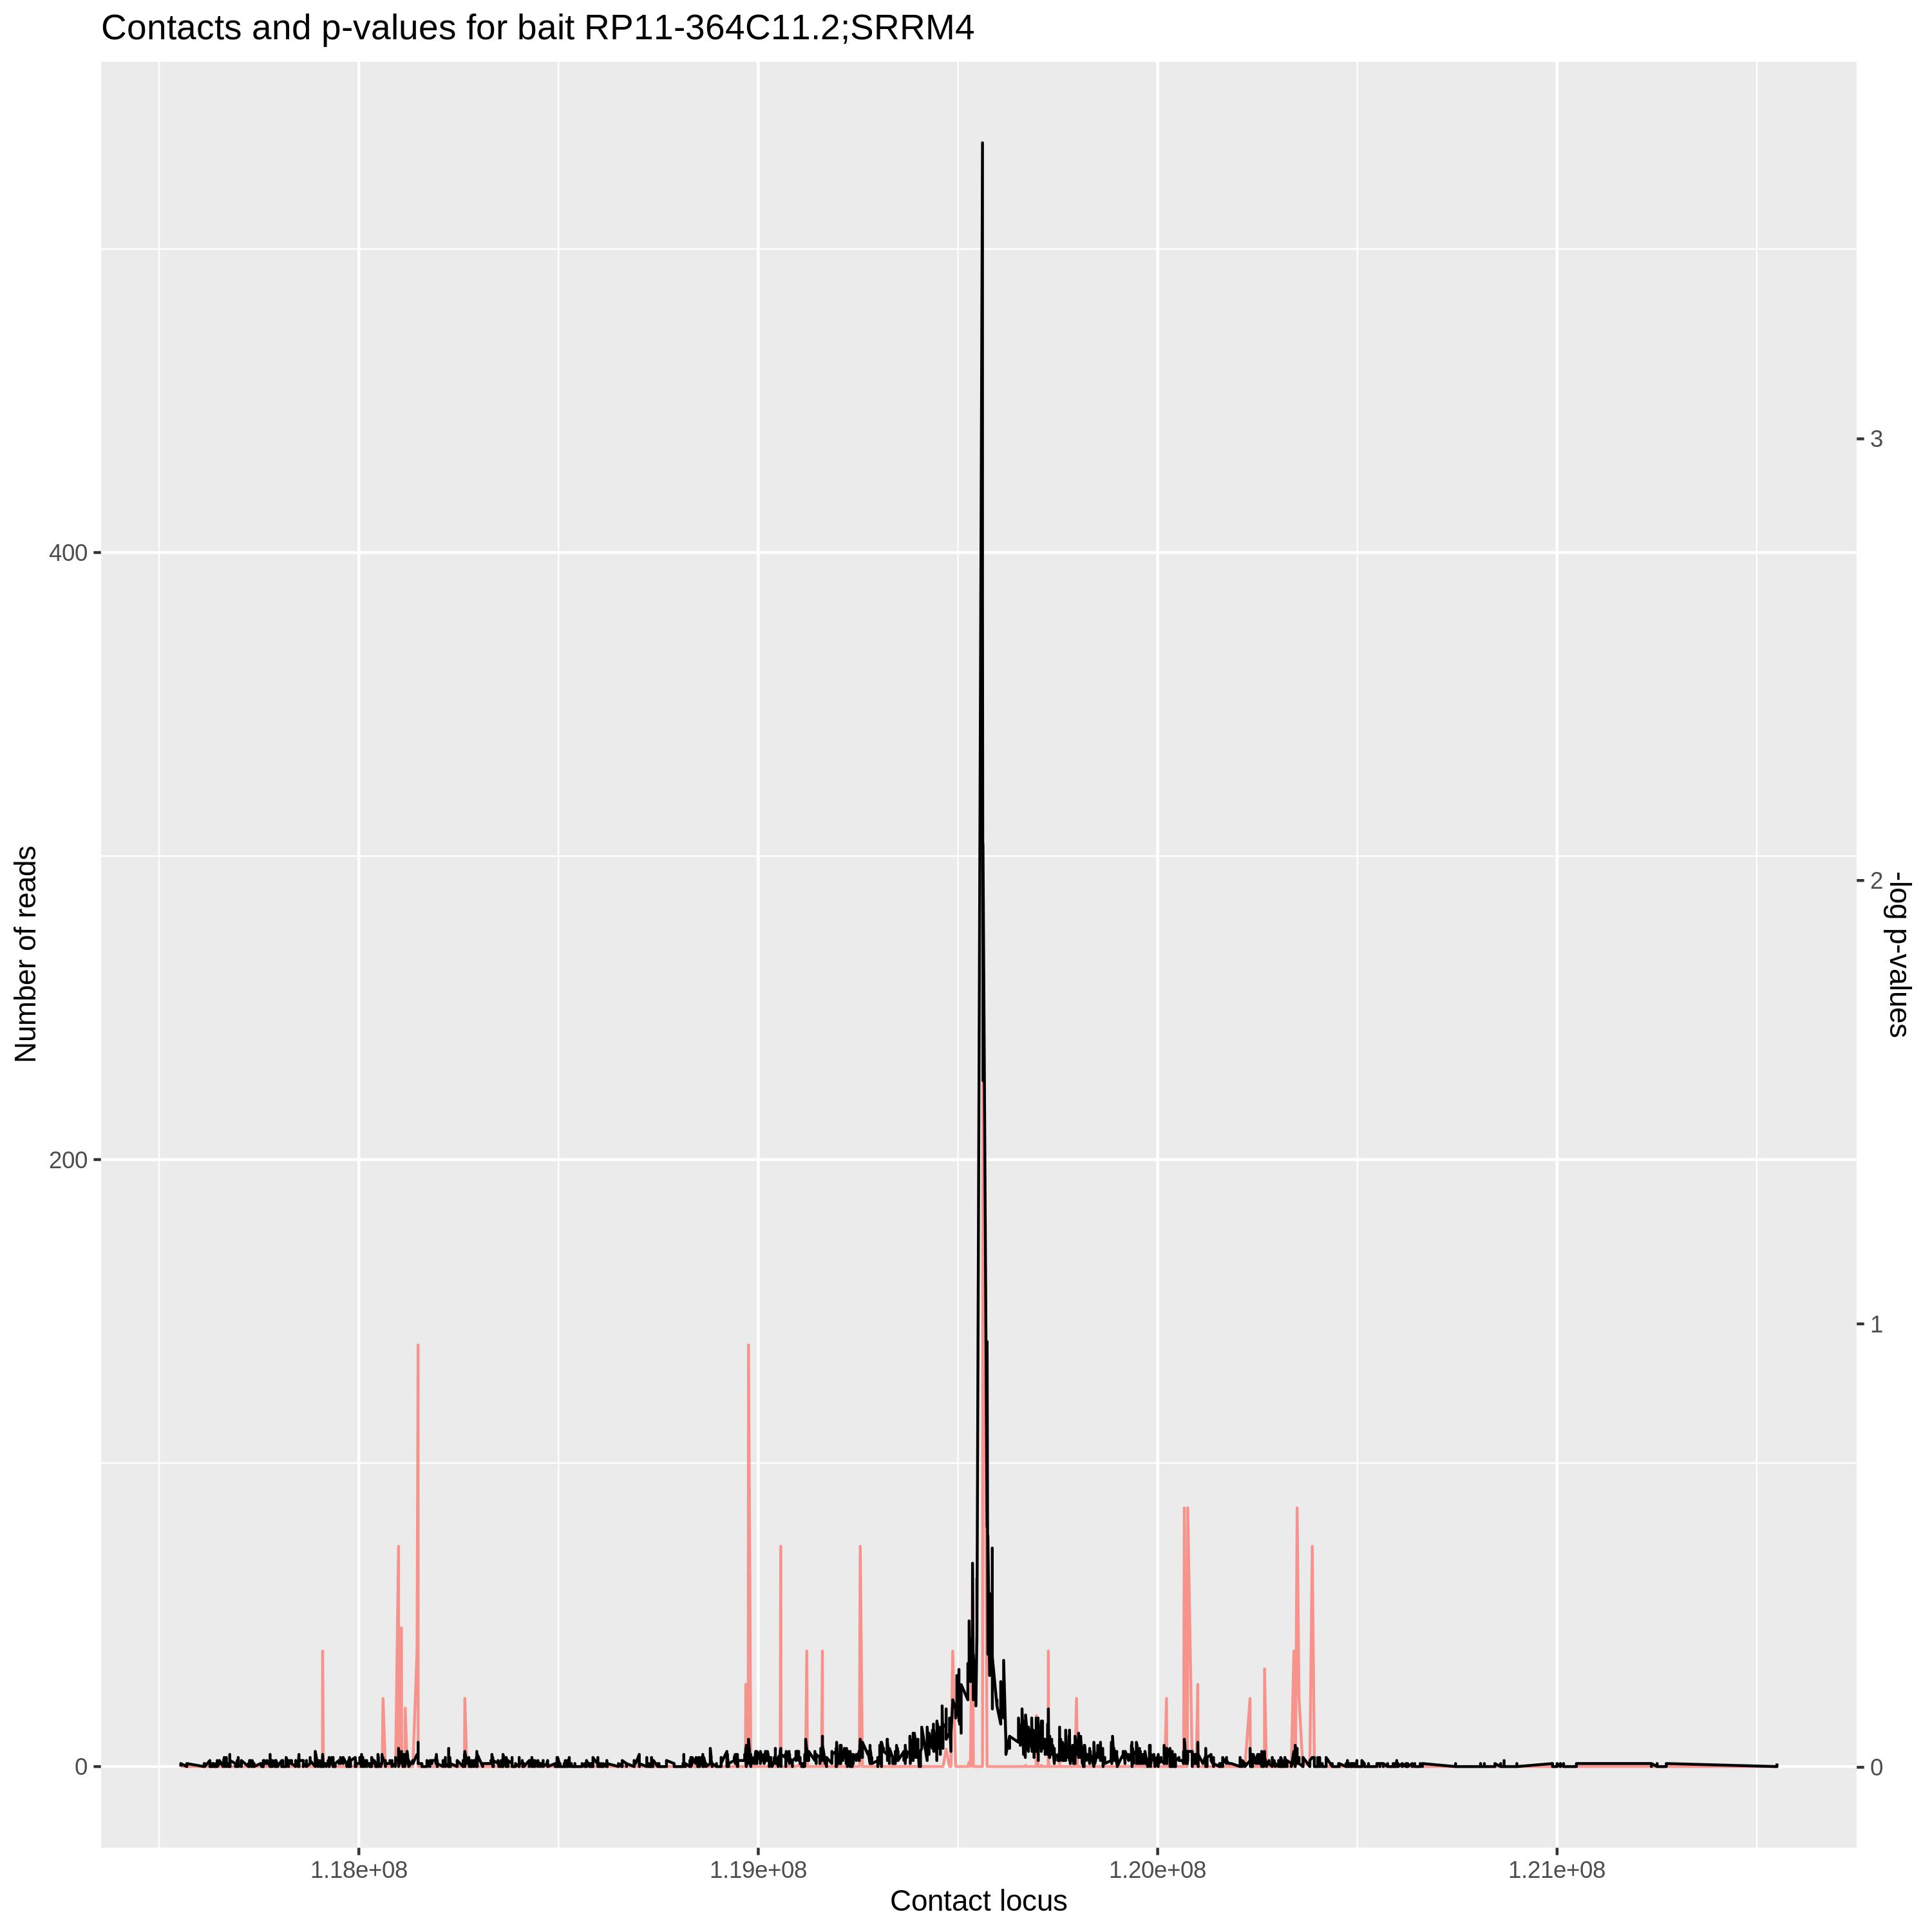 Contacts and p-values for bait RP11-364C11.2;SRRM4
Number of reads
400
200
0
3
2
1
0
-log p-values
1.18e+08
1.19e+08
1.20e+08
1.21e+08
Contact locus